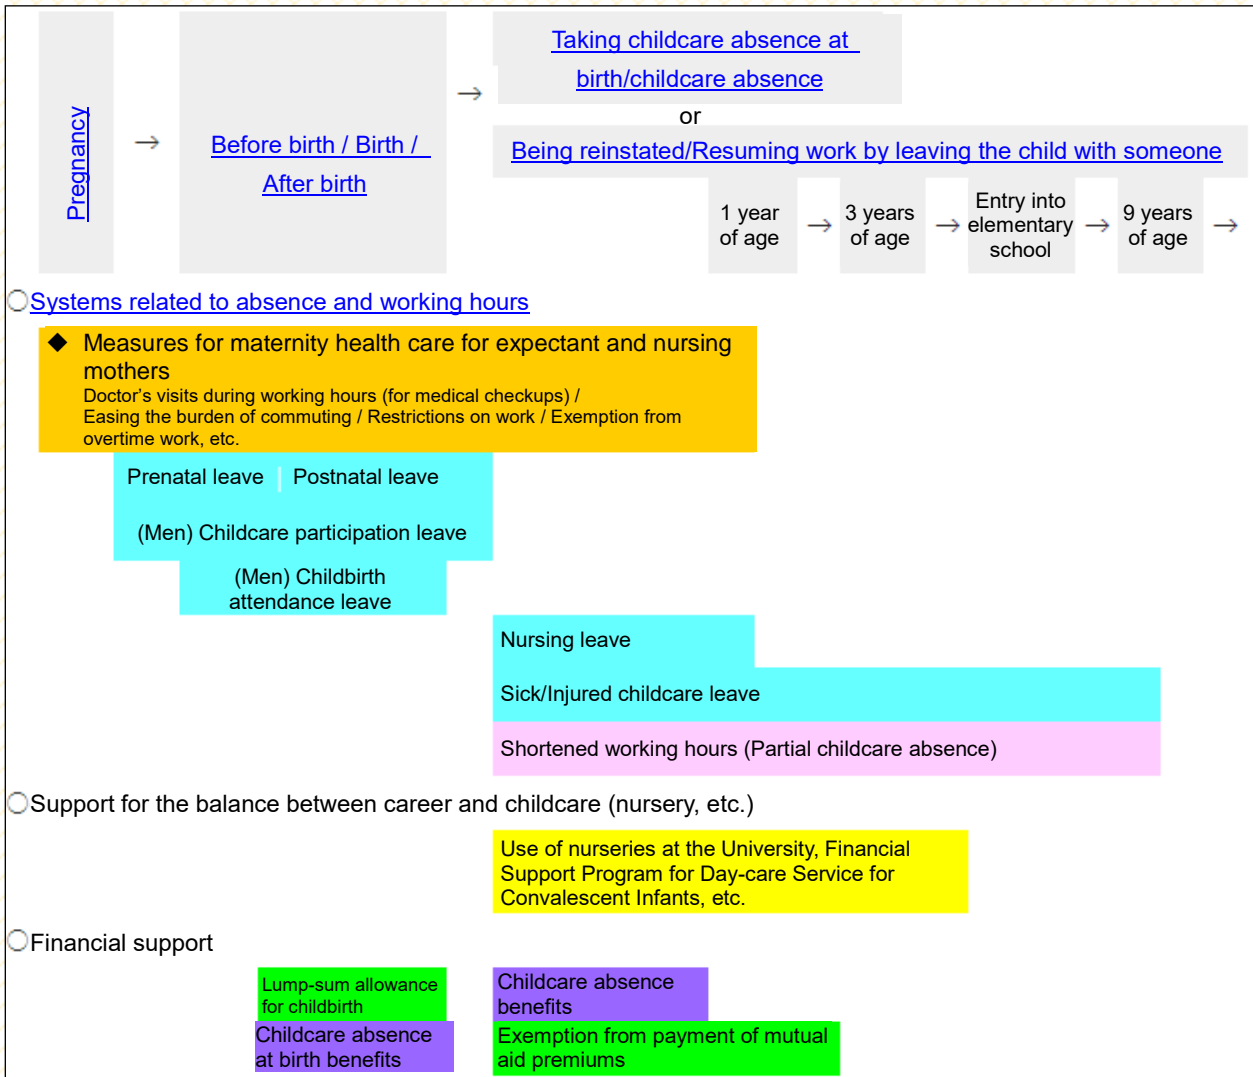 Pregnancy
→
Before birth / Birth /
After birth
→
Taking childcare absence at
birth/childcare absence
or
Being reinstated/Resuming work by leaving the child with someone
1 year
of age
→
3 years
of age
→
Entry into
elementary
school
→
9 years
of age
→
○Systems related to absence and working hours
◆ Measures for maternity health care for expectant and nursing
mothers
Doctor's visits during working hours (for medical checkups) /
Easing the burden of commuting / Restrictions on work / Exemption from
overtime work, etc.
Prenatal leave
Postnatal leave
(Men) Childcare participation leave
(Men) Childbirth
attendance leave
Nursing leave
Sick/Injured childcare leave
Shortened working hours (Partial childcare absence)
○Support for the balance between career and childcare (nursery, etc.)
Use of nurseries at the University, Financial
Support Program for Day-care Service for
Convalescent Infants, etc.
○Financial support
Lump-sum allowance
for childbirth
Childcare absence
benefits
Childcare absence
at birth benefits
Exemption from payment of mutual
aid premiums